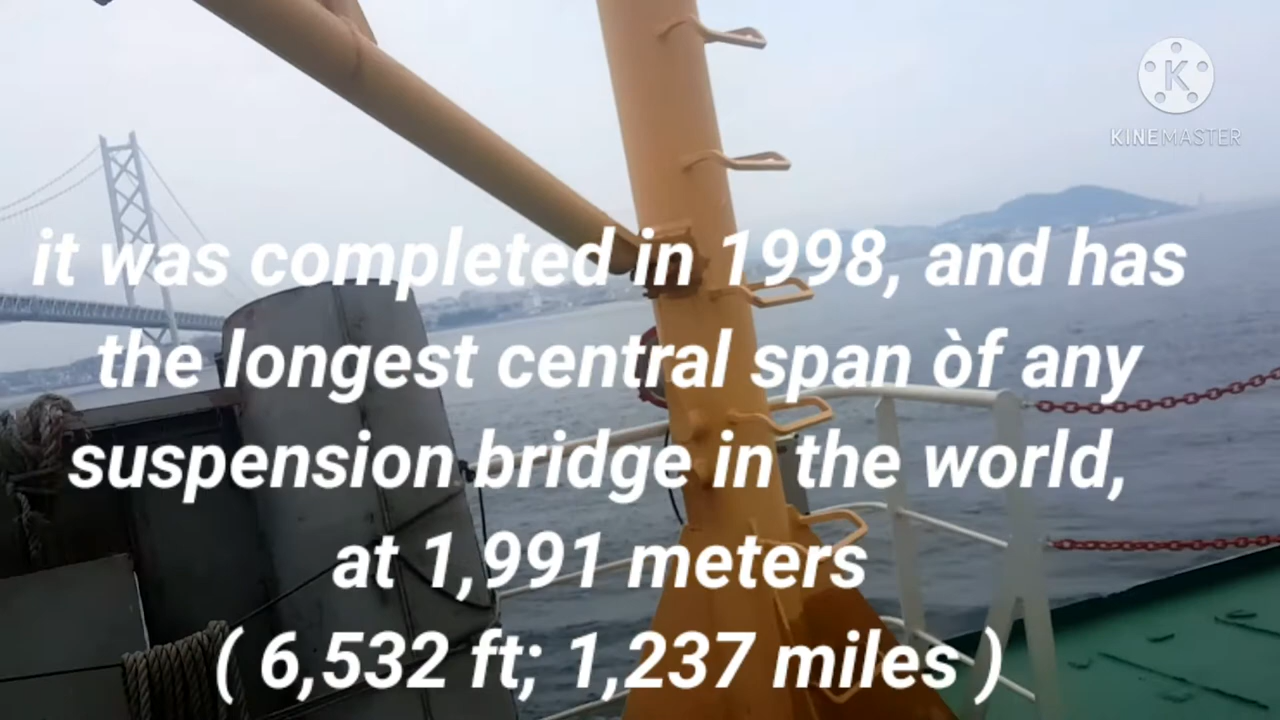 K
KINEMASTER
it was completed in 1998, and has
the longest central span òf any
suspension bridge in the world,
at 1,991 meters
( 6,532 ft; 1,237 miles )